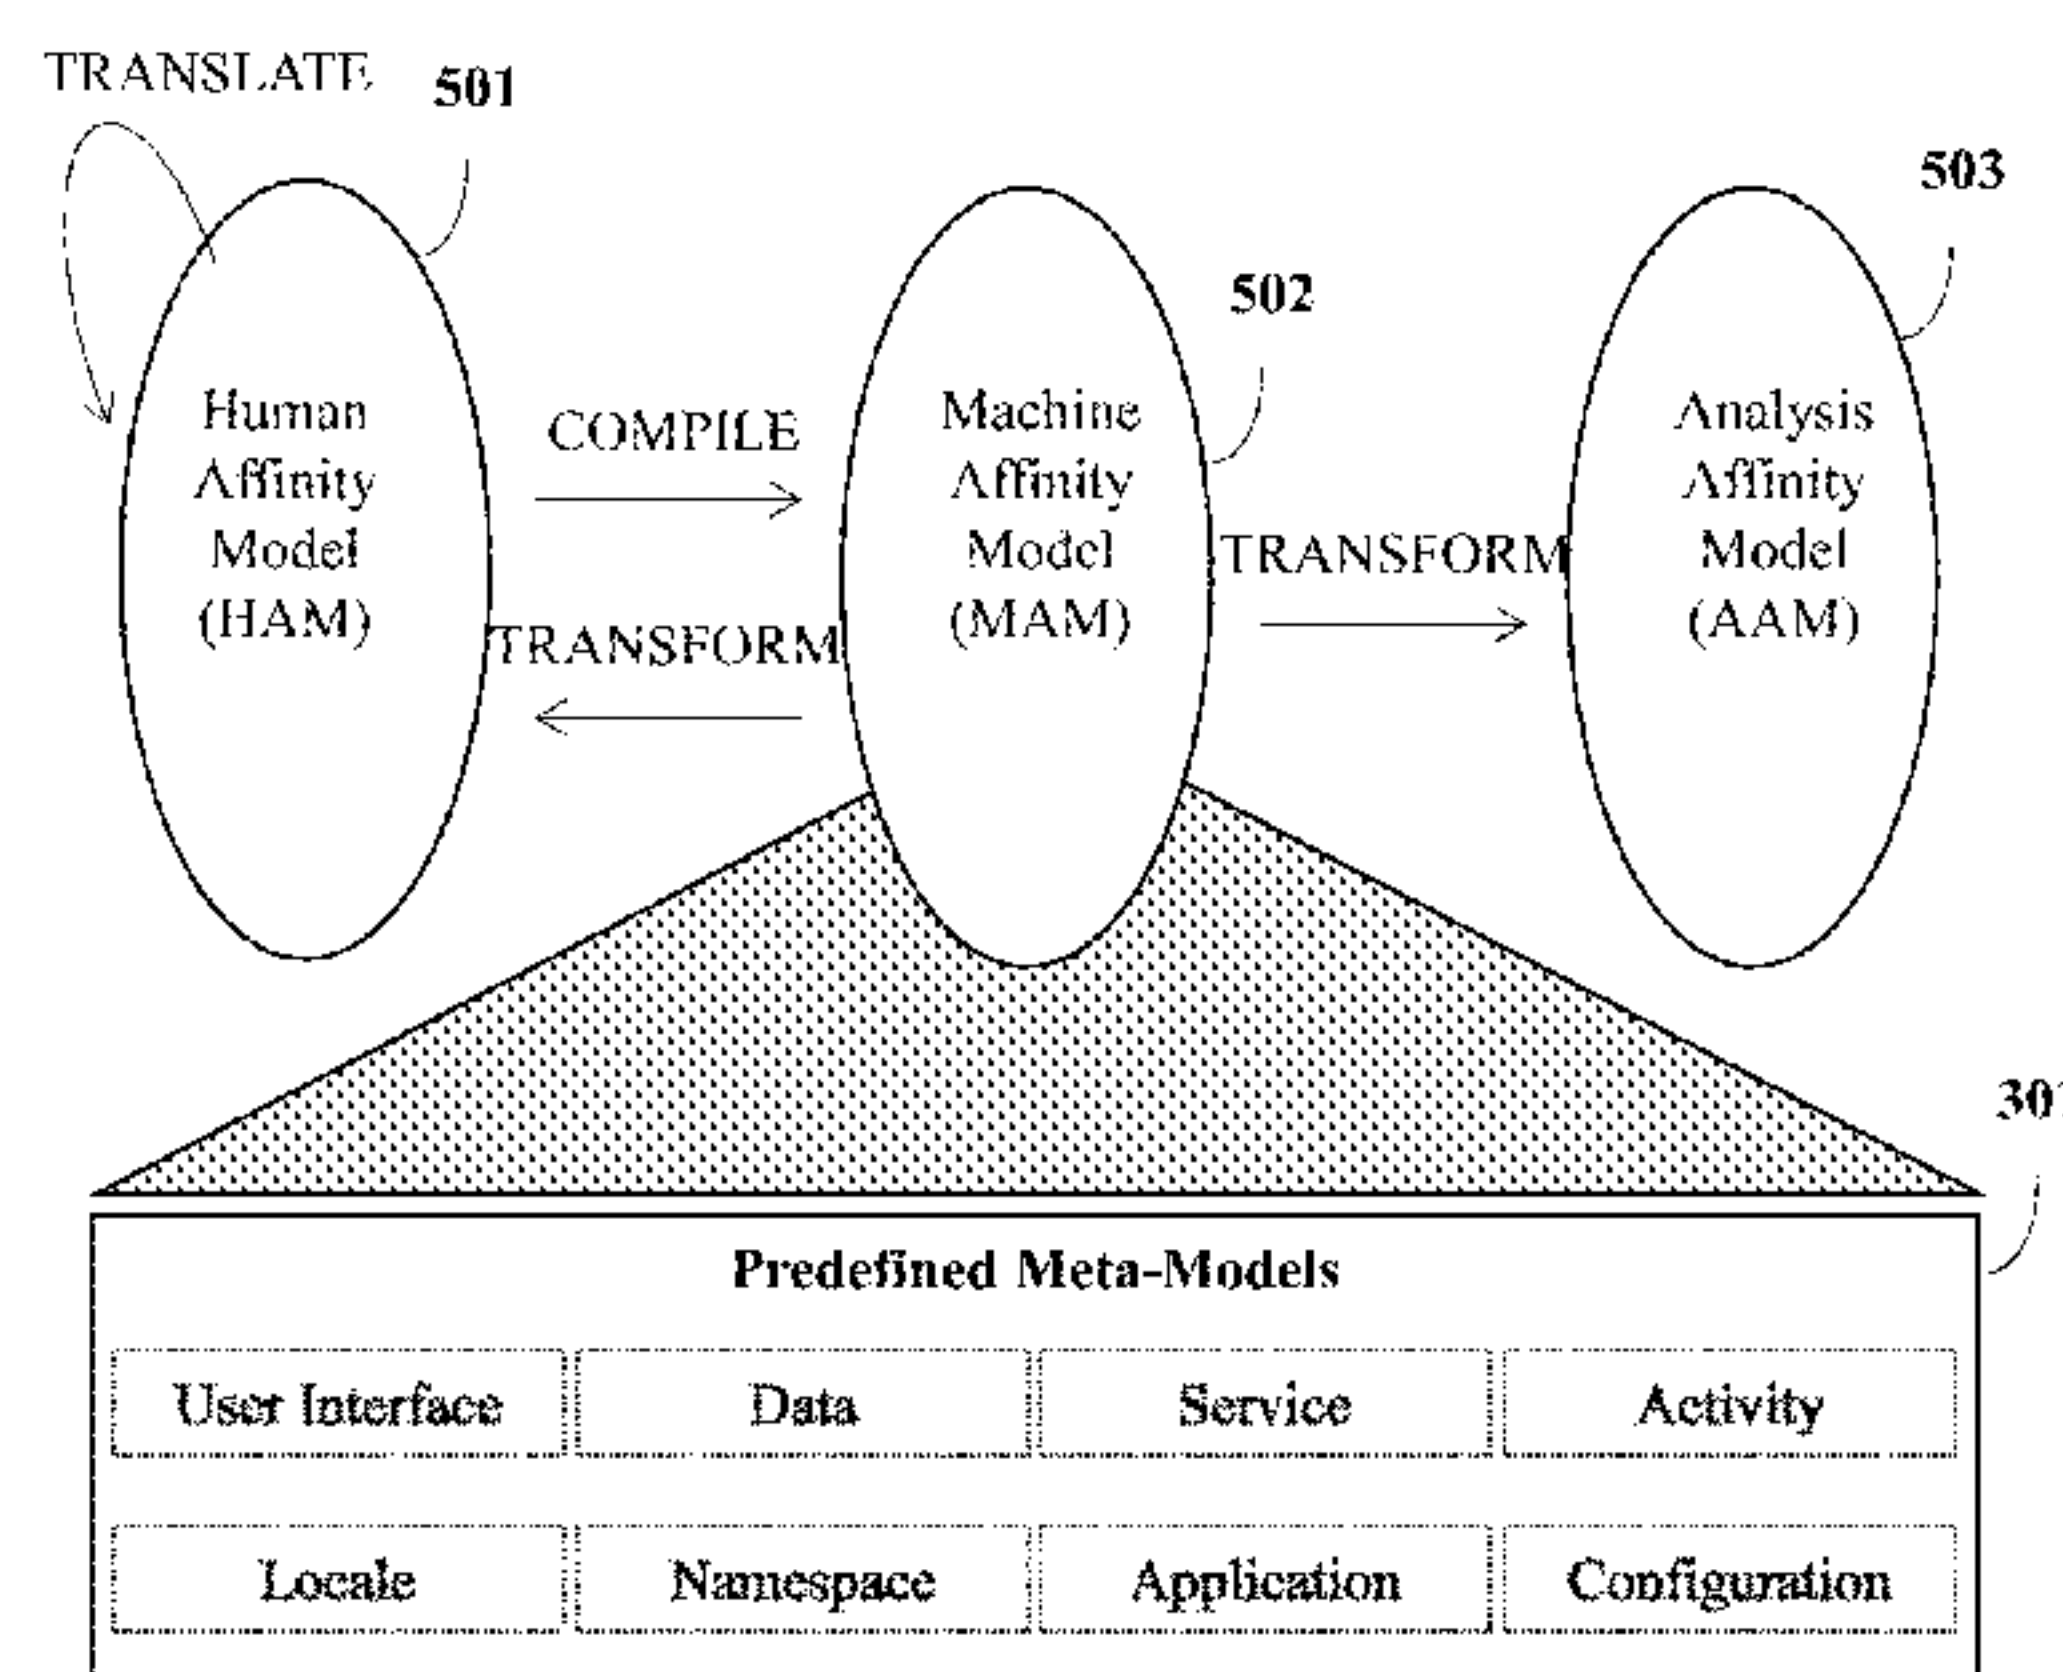 TRANSLATE
501
503
502
Human
Affinity
Model
(HAM)
COMPILE
TRANSFORM
Machine
Affinity
Model
(MAM)
TRANSFORM
Analysis
Affinity
Model
(AAM)
Predefined Meta-Models
User Interface
Data
Service
Activity
Locale
Namespace
Application
Configuration